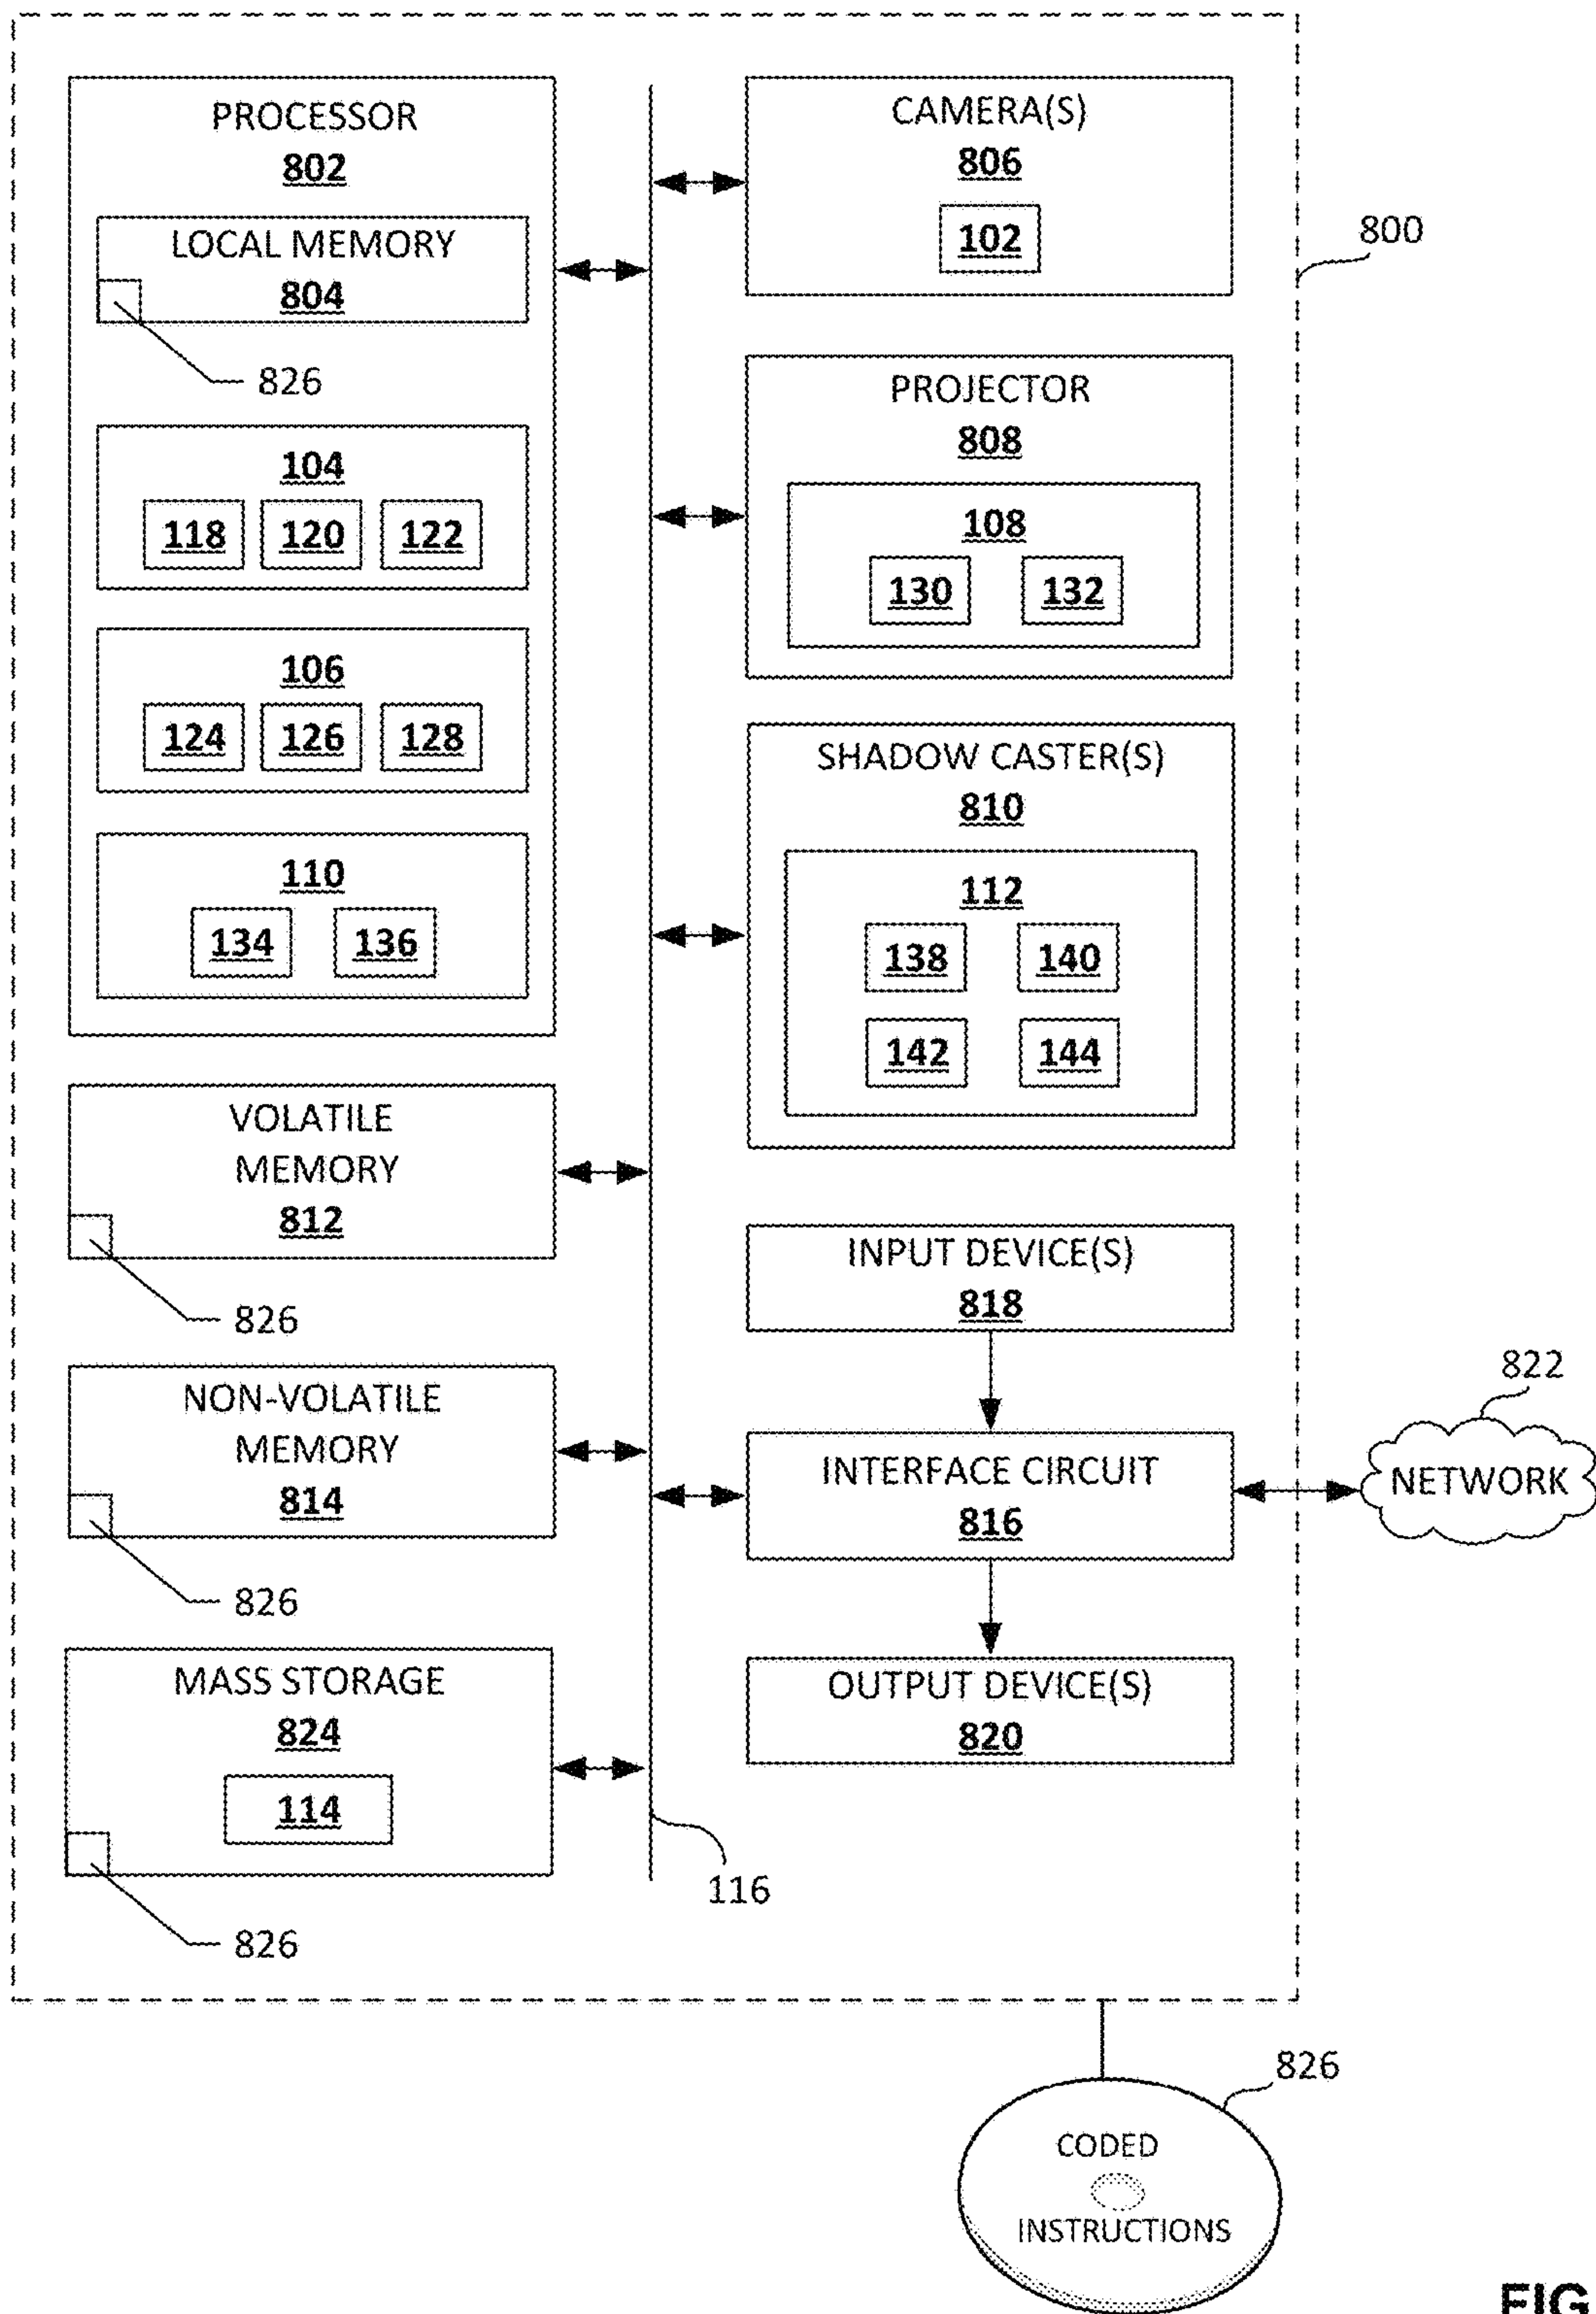 PROCESSOR
802
LOCAL MEMORY
804
826
104
118 120 122
106
124 126 128
110
134 136
VOLATILE
MEMORY
812
826
NON-VOLATILE
MEMORY
814
826
MASS STORAGE
824
114
826
116
CAMERA(S)
806
102
800
PROJECTOR
808
108
130 132
SHADOW CASTER(S)
810
112
138 140
142 144
INPUT DEVICE(S)
818
INTERFACE CIRCUIT
816
822
NETWORK
OUTPUT DEVICE(S)
820
826
CODED
INSTRUCTIONS
FIG